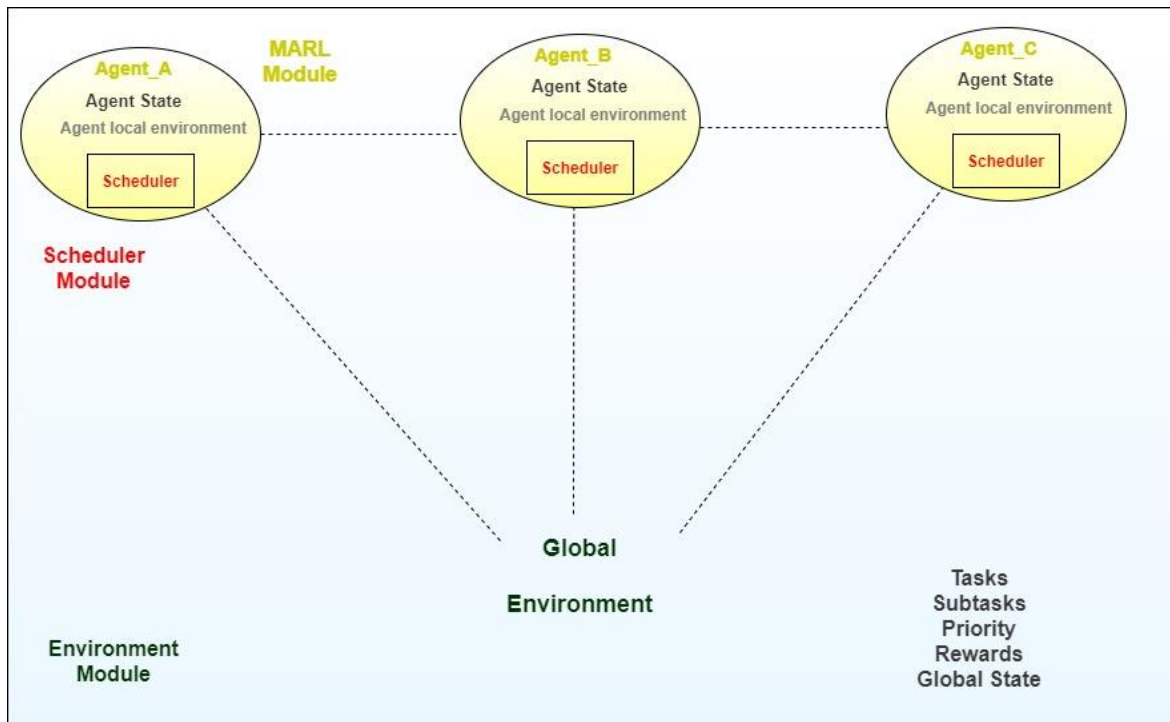 Agent_A
Agent State
Agent local environment
Scheduler
MARL
Module
Agent_B
Agent State
Agent local environment
Scheduler
Agent_C
Agent State
Agent local environment
Scheduler
Scheduler
Module
Global
Environment
Environment
Module
Tasks
Subtasks
Priority
Rewards
Global State